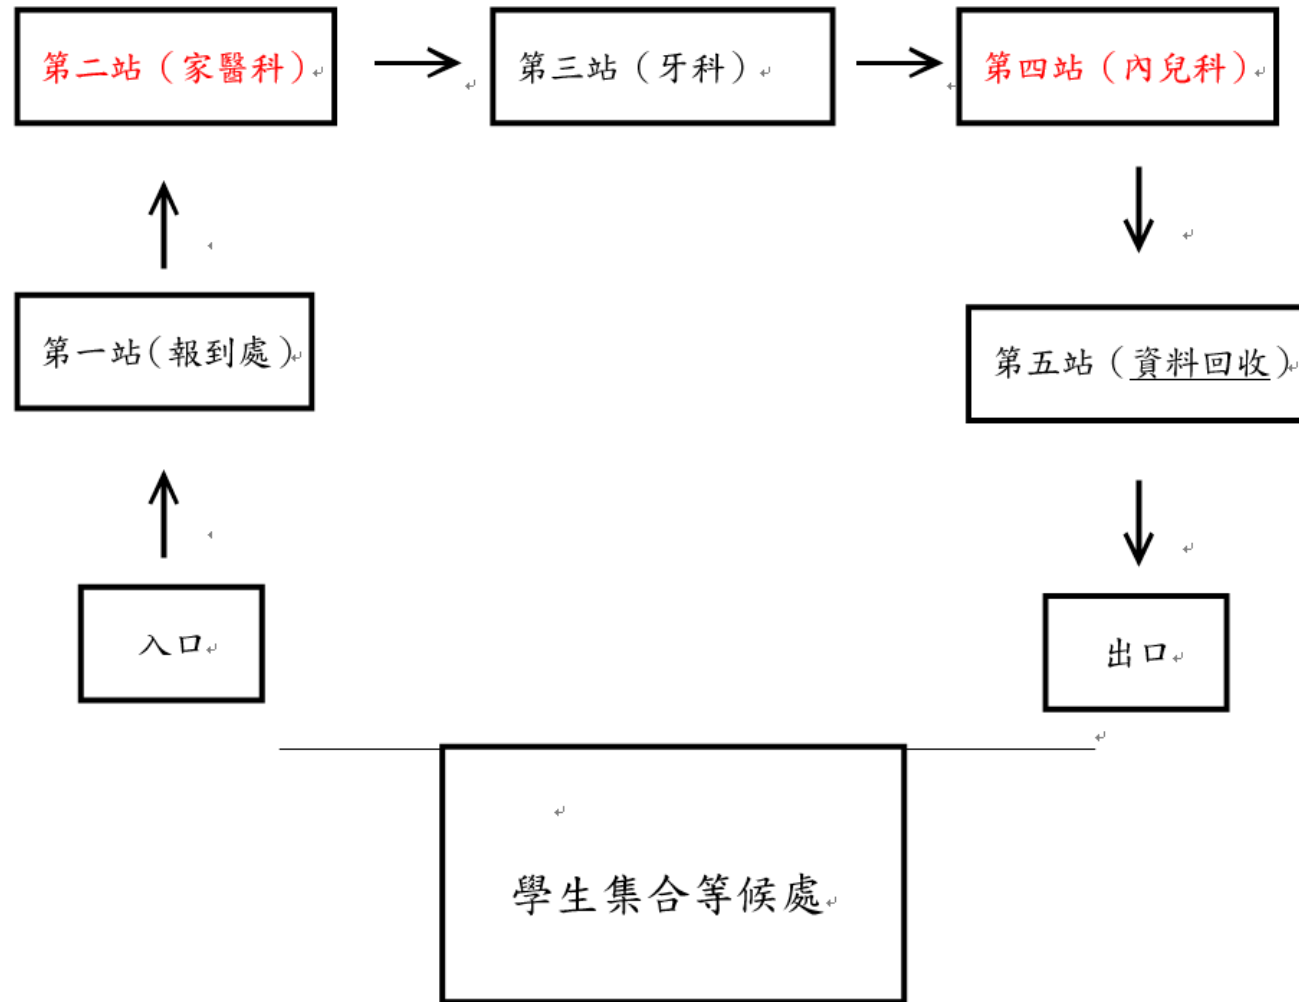 第二站（家醫科）
第三站（牙科）
第四站（內兒科）
第一站（報到處）
第五站（資料回收）
入口
出口
學生集合等候處